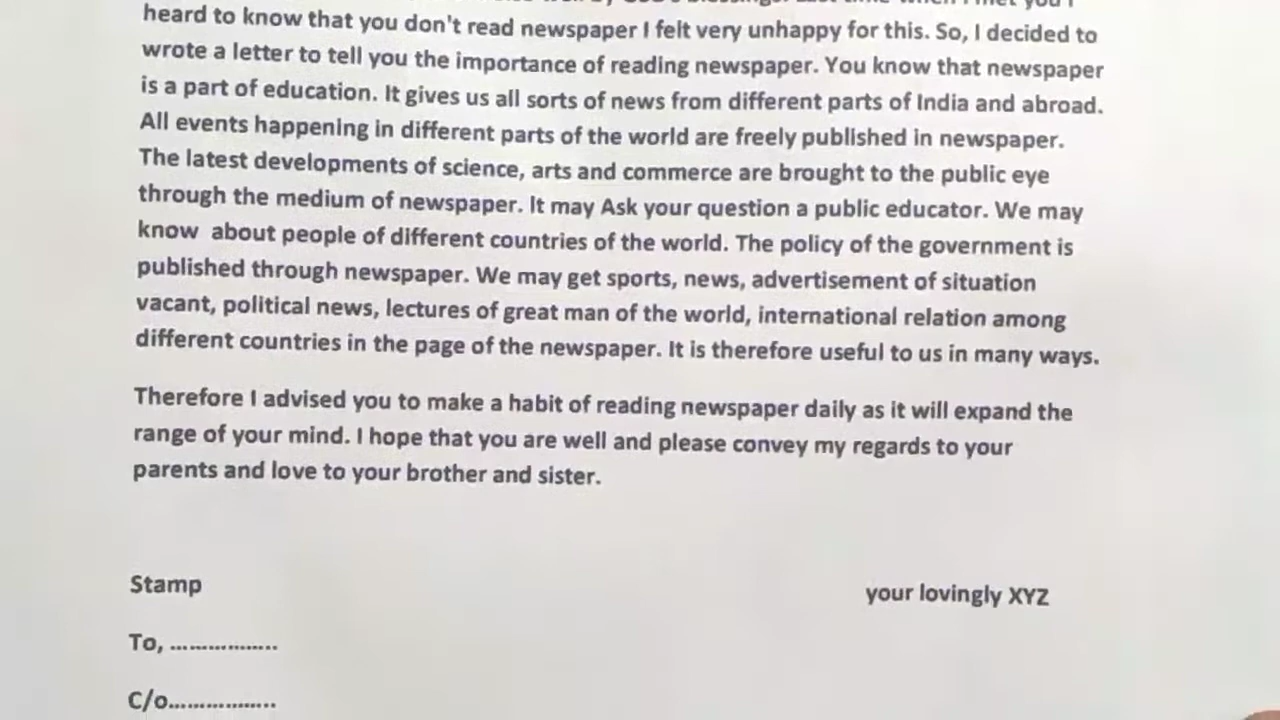 heard to know that you don't read newspaper I felt very unhappy for this. So, I decided to
wrote a letter to tell you the importance of reading newspaper. You know that newspaper
is a part of education. It gives us all sorts of news from different parts of India and abroad.
All events happening in different parts of the world are freely published in newspaper.
The latest developments of science, arts and commerce are brought to the public eye
through the medium of newspaper. It may Ask your question a public educator. We may
know about people of different countries of the world. The policy of the government is
published through newspaper. We may get sports, news, advertisement of situation
vacant, political news, lectures of great man of the world, international relation among
different countries in the page of the newspaper. It is therefore useful to us in many ways.
Therefore I advised you to make a habit of reading newspaper daily as it will expand the
range of your mind. I hope that you are well and please convey my regards to your
parents and love to your brother and sister.
Stamp your lovingly XYZ
To, .................
C/o.................